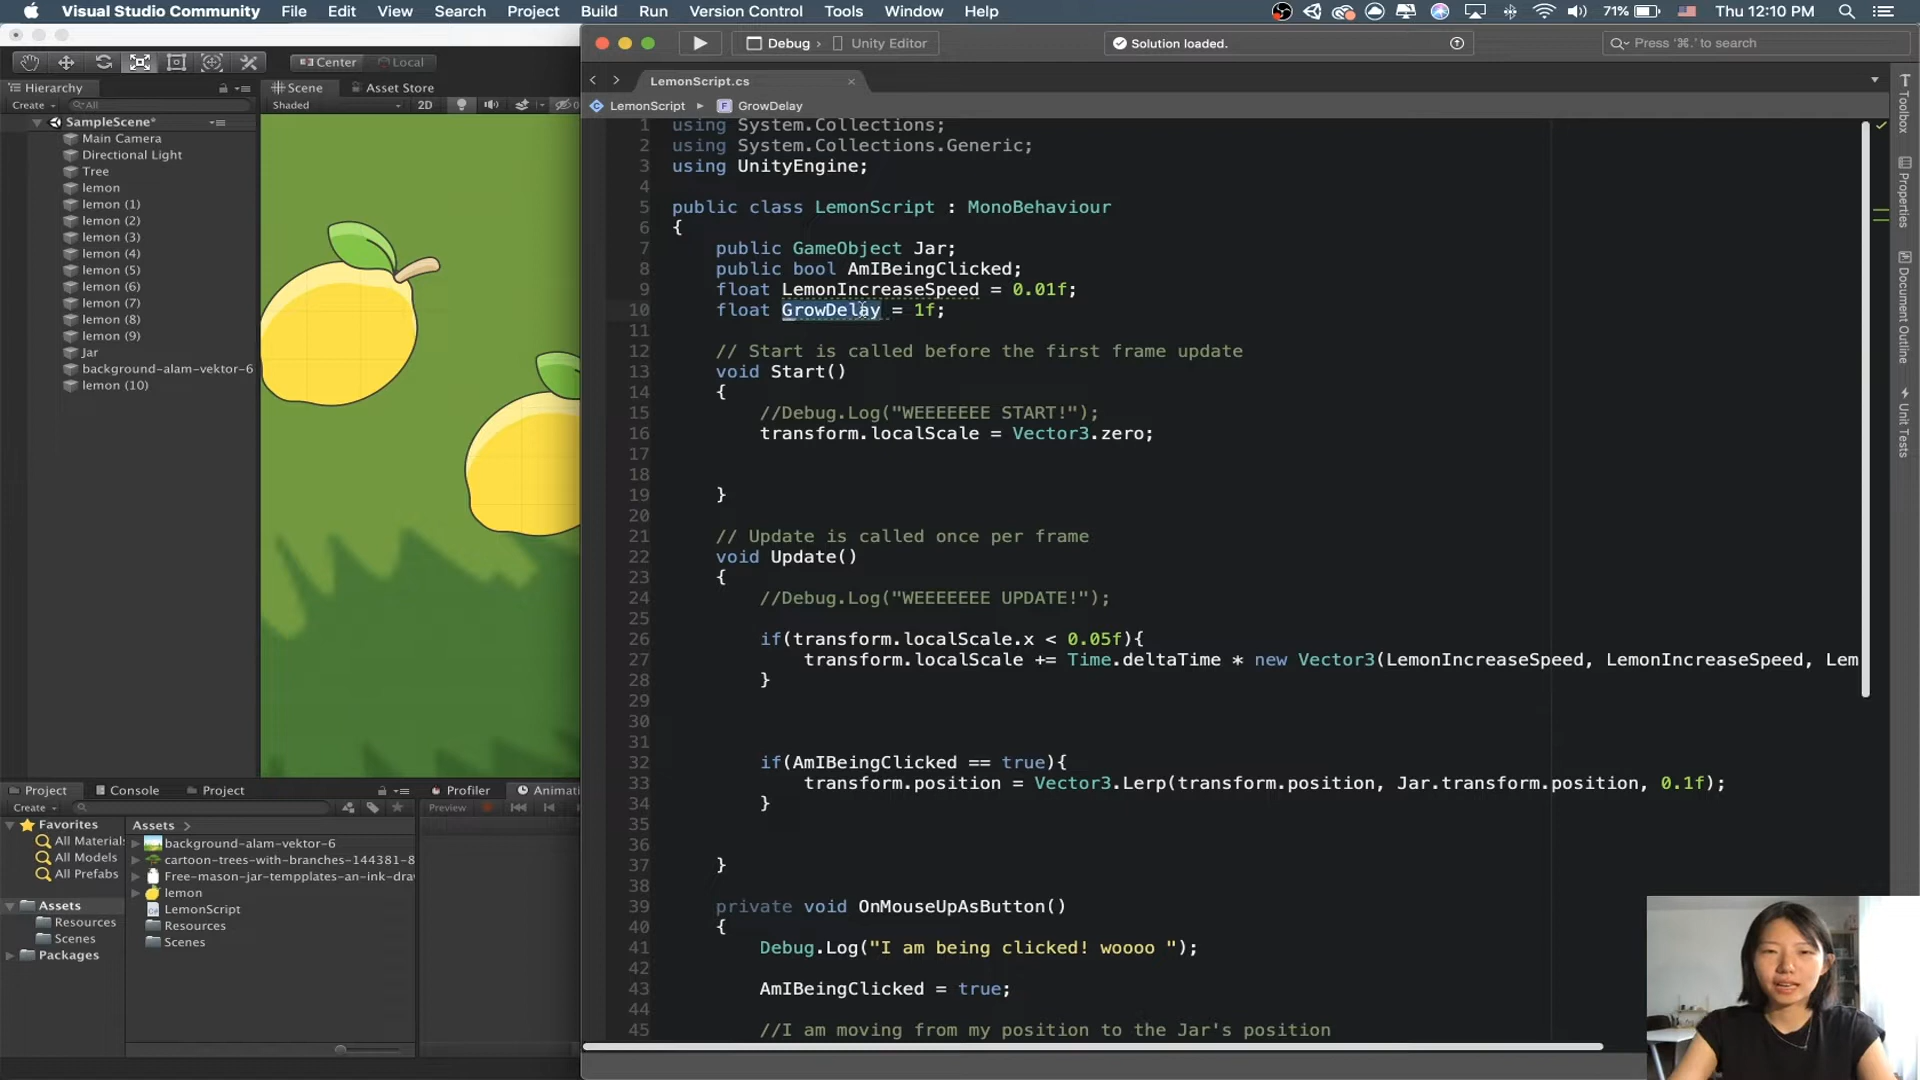 Visual Studio Community File Edit View Search Project Build Run Version Control Tools Window Help 71% Thu 12:10 PM
Debug › Unity Editor Solution loaded. Press '⌘.' to search
Center Local
Hierarchy Scene Asset Store LemonScript.cs
Create All Shaded 2D
LemonScript ▸ GrowDelay
SampleScene*
Main Camera
Directional Light
Tree
lemon
lemon (1)
lemon (2)
lemon (3)
lemon (4)
lemon (5)
lemon (6)
lemon (7)
lemon (8)
lemon (9)
Jar
background-alam-vektor-6
lemon (10)
1 using System.Collections;
2 using System.Collections.Generic;
3 using UnityEngine;
4
5 public class LemonScript : MonoBehaviour
6 {
7 public GameObject Jar;
8 public bool AmIBeingClicked;
9 float LemonIncreaseSpeed = 0.01f;
10 float GrowDelay = 1f;
11
12 // Start is called before the first frame update
13 void Start()
14 {
15 //Debug.Log("WEEEEEEE START!");
16 transform.localScale = Vector3.zero;
17
18
19 }
20
21 // Update is called once per frame
22 void Update()
23 {
24 //Debug.Log("WEEEEEEE UPDATE!");
25
26 if(transform.localScale.x < 0.05f){
27 transform.localScale += Time.deltaTime * new Vector3(LemonIncreaseSpeed, LemonIncreaseSpeed, Lem
28 }
29
30
31
32 if(AmIBeingClicked == true){
33 transform.position = Vector3.Lerp(transform.position, Jar.transform.position, 0.1f);
34 }
35
36
37 }
38
39 private void OnMouseUpAsButton()
40 {
41 Debug.Log("I am being clicked! woooo ");
42
43 AmIBeingClicked = true;
44
45 //I am moving from my position to the Jar's position
Toolbox
Properties
Document Outline
Unit Tests
Project Console Project Profiler Animati
Create Preview
Favorites
All Materials
All Models
All Prefabs
Assets
Resources
Scenes
Packages
Assets
background-alam-vektor-6
cartoon-trees-with-branches-144381-8
Free-mason-jar-tempplates-an-ink-drav
lemon
LemonScript
Resources
Scenes